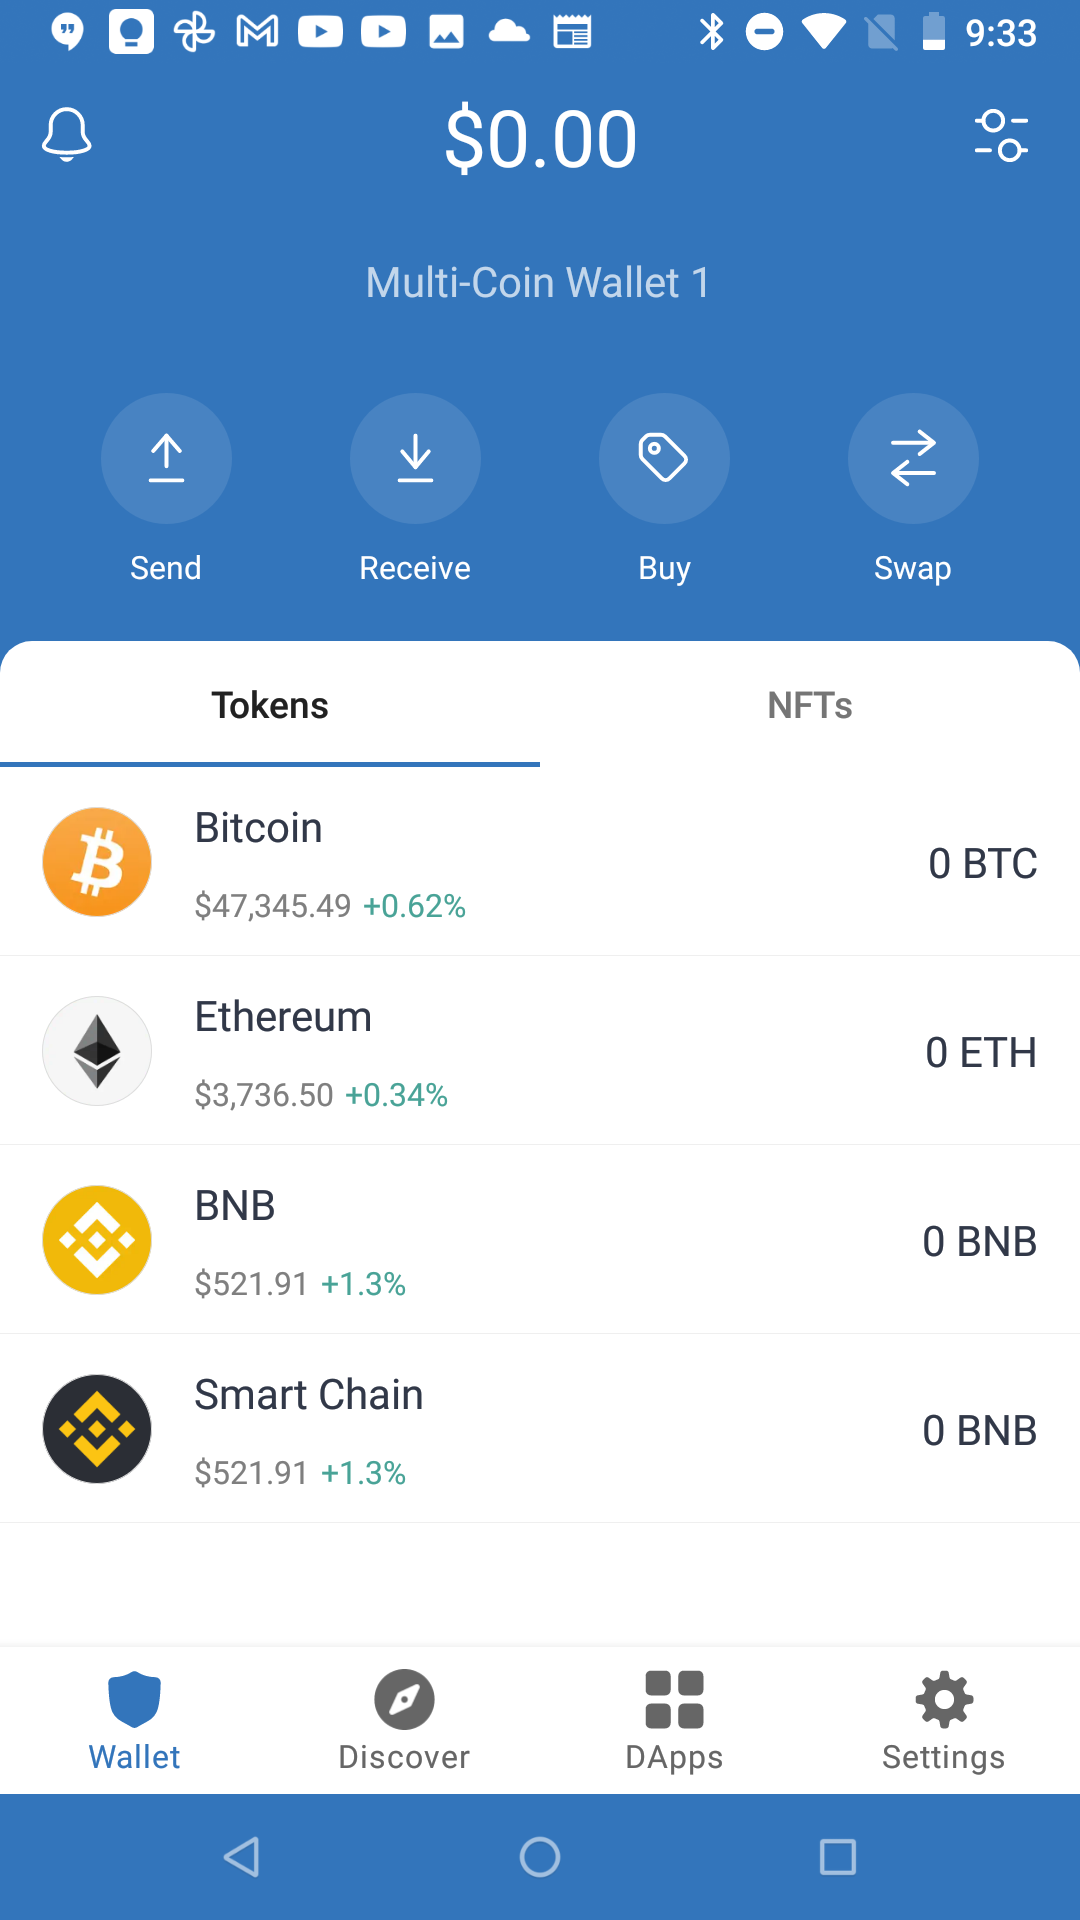 9:33
$0.00
Multi-Coin Wallet 1
Send Receive Buy Swap
Tokens NFTs
Bitcoin
0 BTC
$47,345.49 +0.62%
Ethereum
0 ETH
$3,736.50 +0.34%
BNB
0 BNB
$521.91 +1.3%
Smart Chain
0 BNB
$521.91 +1.3%
Wallet Discover DApps Settings